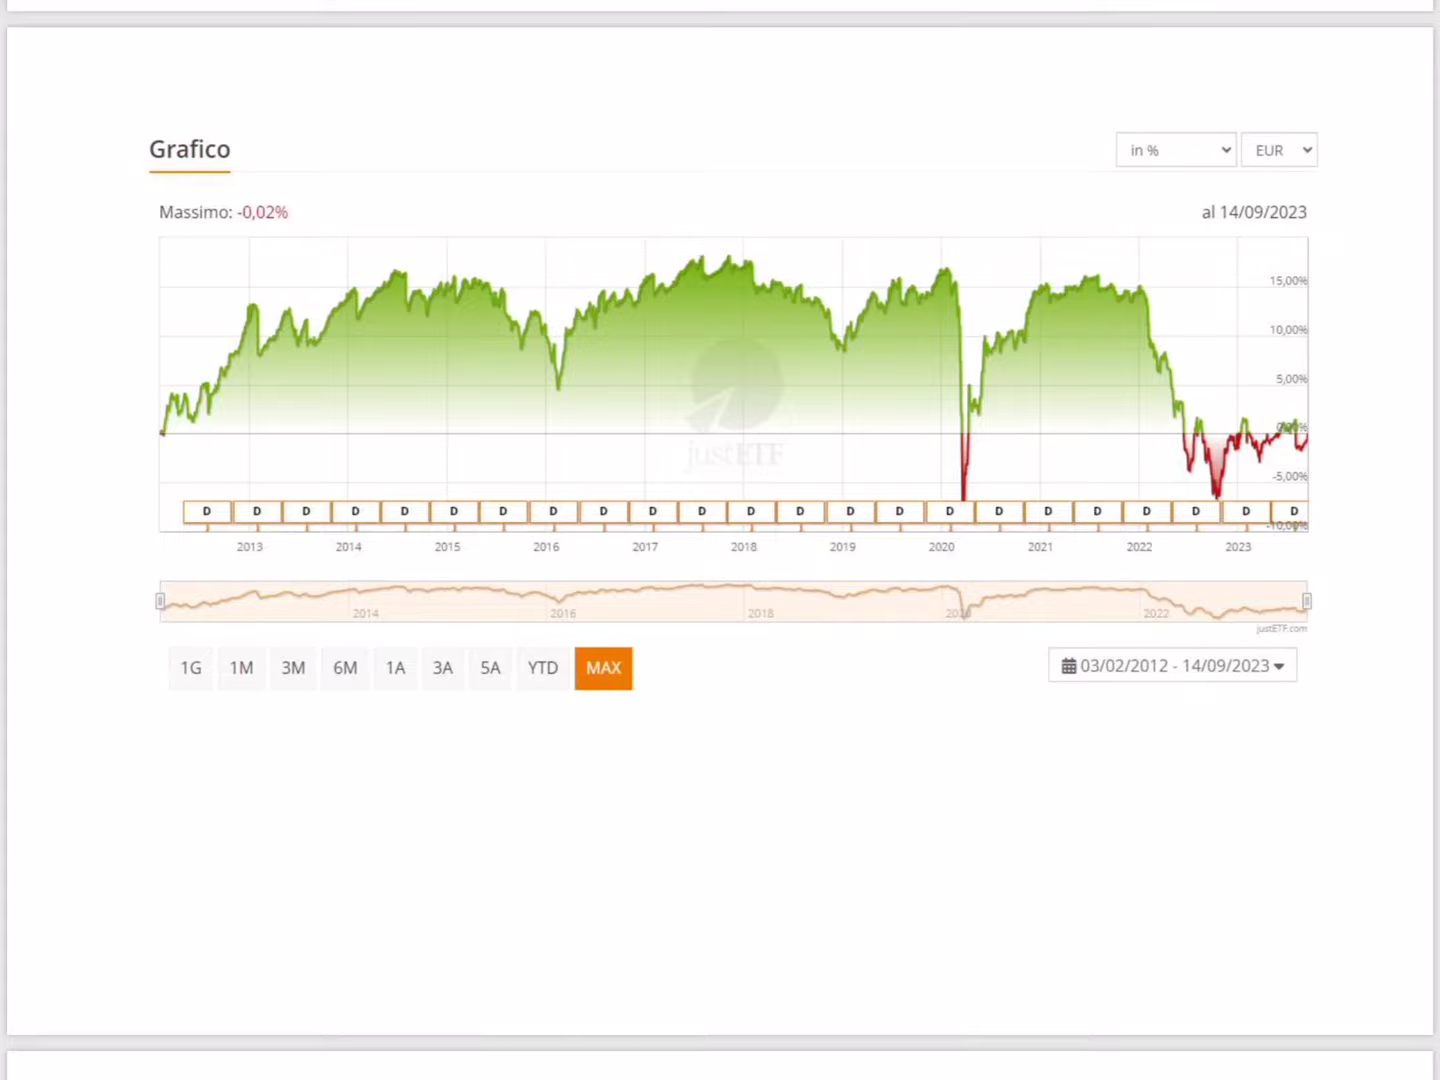 Grafico
in %
EUR
Massimo: -0,02%
al 14/09/2023
15,00%
10,00%
5,00%
0,00%
-5,00%
-10,00%
justETF
D D D D D D D D D D D D D D D D D D D D D D D
2013 2014 2015 2016 2017 2018 2019 2020 2021 2022 2023
2014 2016 2018 2020 2022
justETF.com
1G 1M 3M 6M 1A 3A 5A YTD MAX
03/02/2012 - 14/09/2023